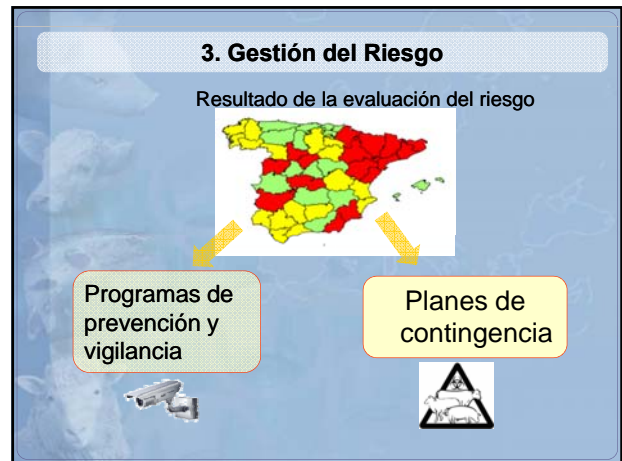 3. Gestión del Riesgo
Resultado de la evaluación del riesgo
Programas de
prevención y
vigilancia
Planes de
contingencia